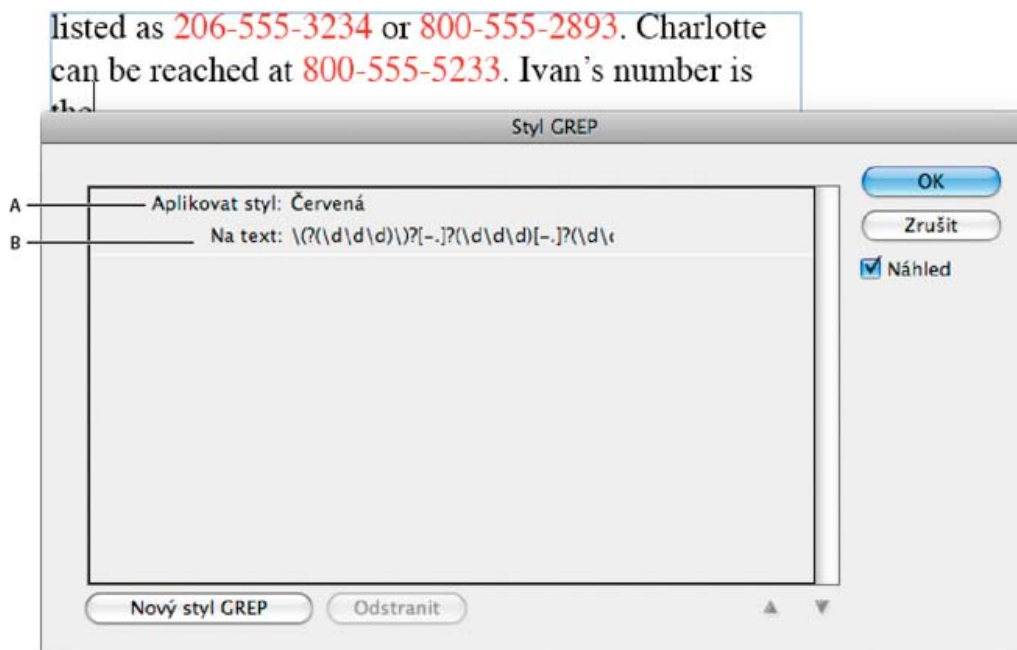 listed as 206-555-3234 or 800-555-2893. Charlotte
can be reached at 800-555-5233. Ivan’s number is
the
Styl GREP
A
Aplikovat styl: Červená
B
Na text: \(?(\d\d\d)\)?[-.]?(\d\d\d)[-.]?(\d\
OK
Zrušit
Náhled
Nový styl GREP
Odstranit